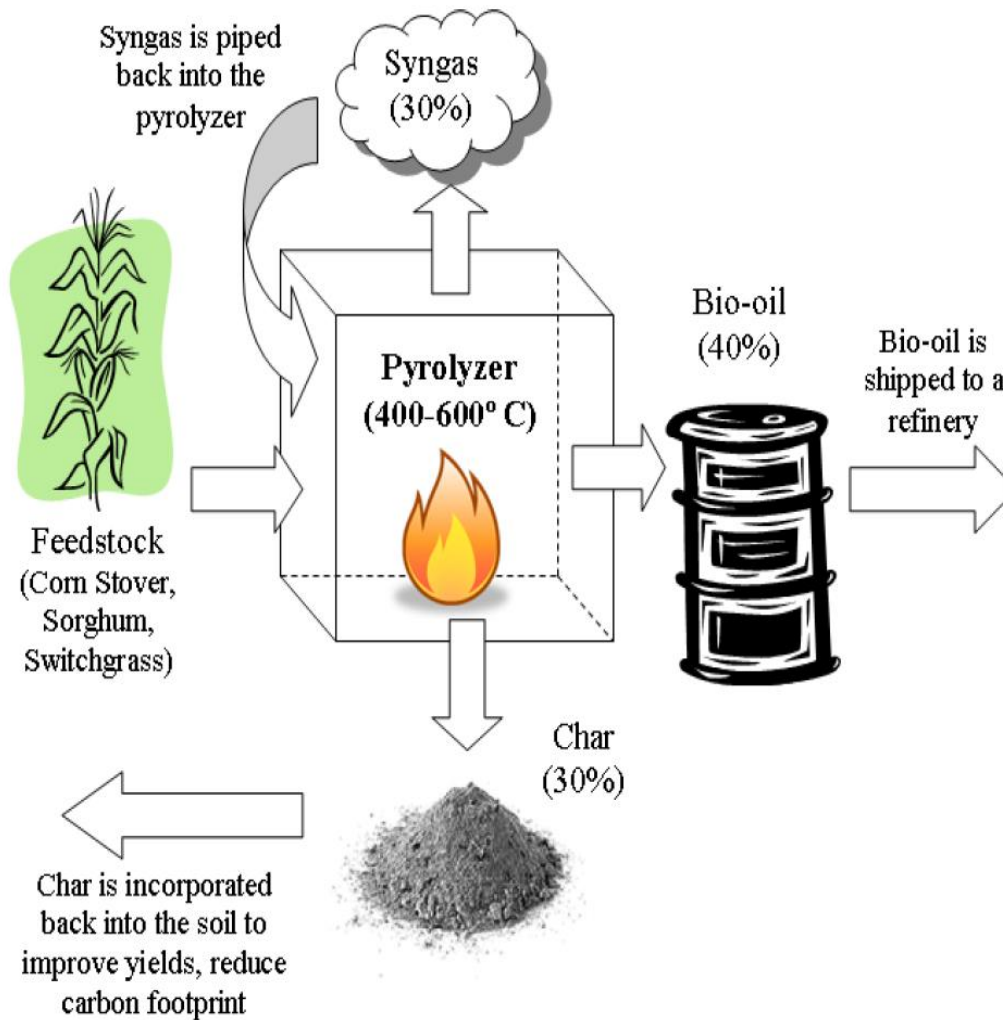 Syngas is piped
back into the
pyrolyzer
Syngas
(30%)
Pyrolyzer
(400-600º C)
Bio-oil
(40%)
Bio-oil is
shipped to a
refinery
Feedstock
(Corn Stover,
Sorghum,
Switchgrass)
Char
(30%)
Char is incorporated
back into the soil to
improve yields, reduce
carbon footprint